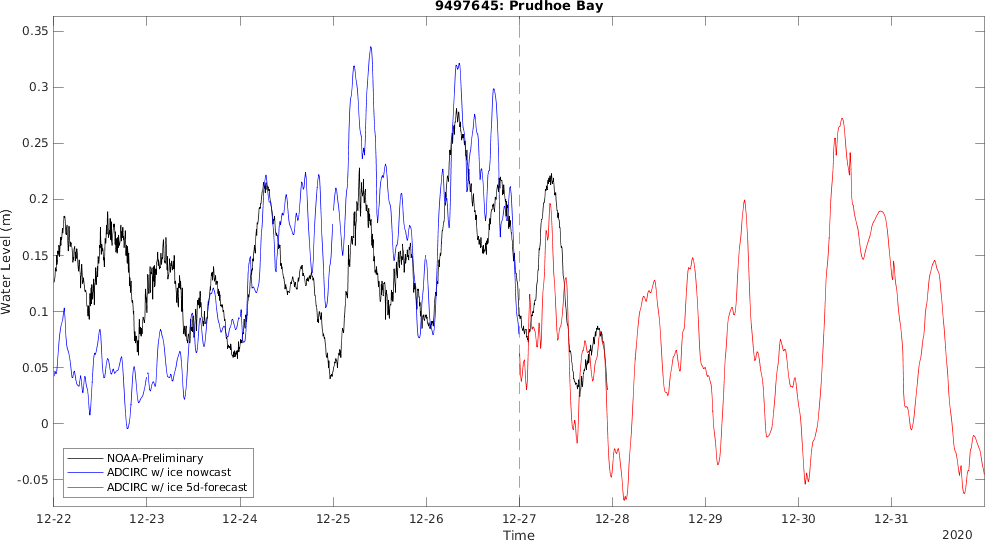 9497645: Prudhoe Bay
0.35
0.3
0.25
0.2
0.15
0.1
0.05
0
-0.05
Water Level (m)
NOAA-Preliminary
ADCIRC w/ ice nowcast
ADCIRC w/ ice 5d-forecast
12-22 12-23 12-24 12-25 12-26 12-27 12-28 12-29 12-30 12-31
Time
2020